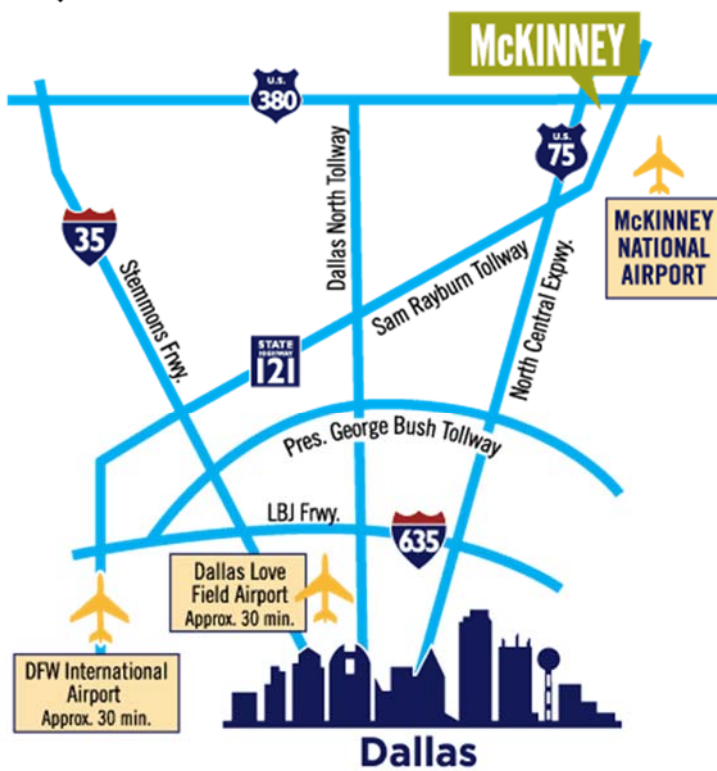 McKINNEY
U.S.
380
U.S.
75
Dallas North Tollway
McKINNEY
NATIONAL
AIRPORT
35
Stemmons Frwy.
Sam Rayburn Tollway
North Central Expwy.
STATE
HIGHWAY
121
Pres. George Bush Tollway
LBJ Frwy.
635
Dallas Love
Field Airport
Approx. 30 min.
DFW International
Airport
Approx. 30 min.
Dallas